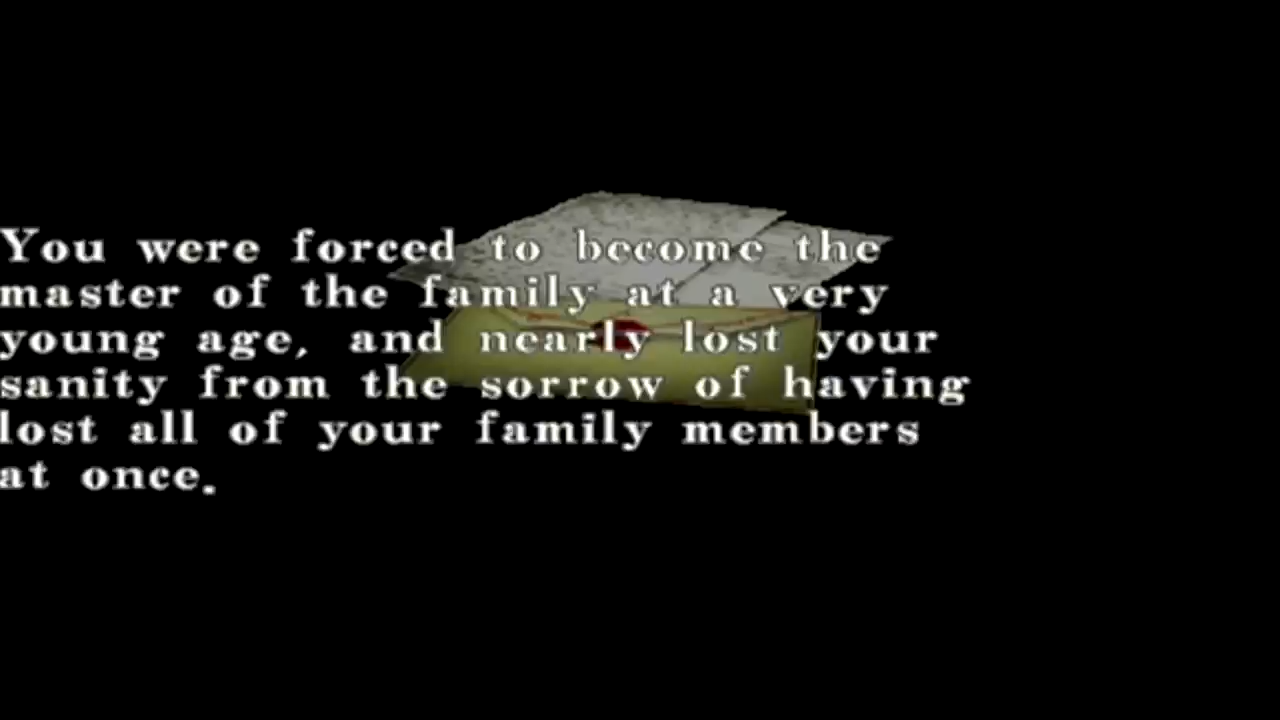 You were forced to become the
master of the family at a very
young age, and nearly lost your
sanity from the sorrow of having
lost all of your family members
at once.